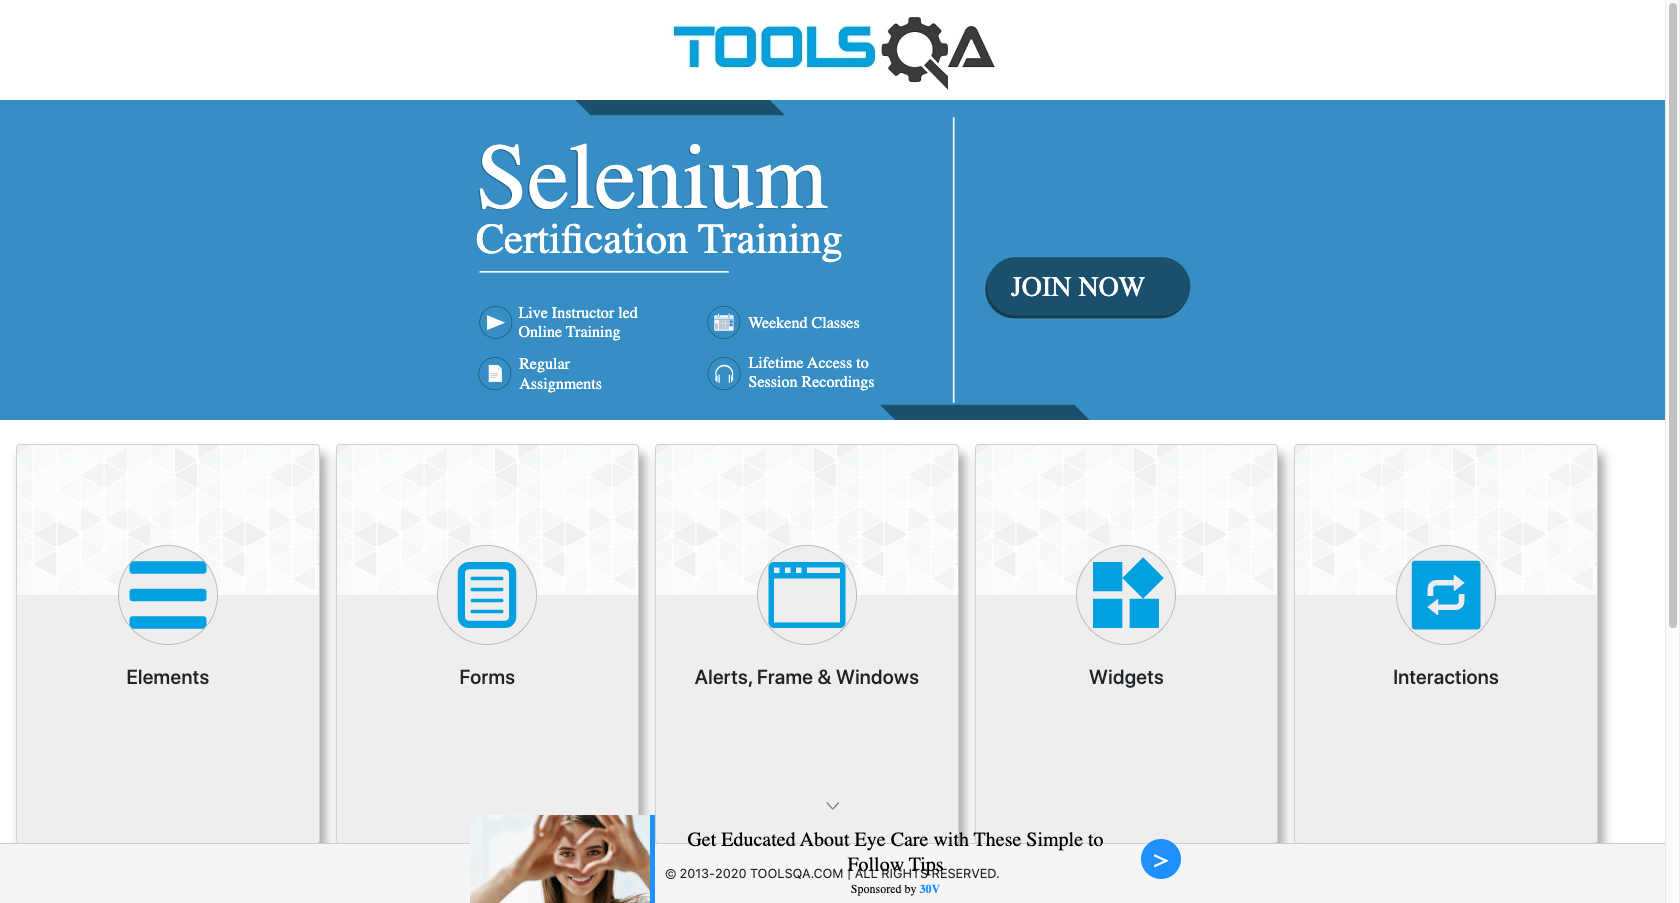 TOOLSQA
Selenium
Certification Training
Live Instructor led
Online Training
Weekend Classes
Regular
Assignments
Lifetime Access to
Session Recordings
JOIN NOW
Elements
Forms
Alerts, Frame & Windows
Widgets
Interactions
Get Educated About Eye Care with These Simple to
Follow Tips
© 2013-2020 TOOLSQA.COM | ALL RIGHTS RESERVED.
Sponsored by 30V